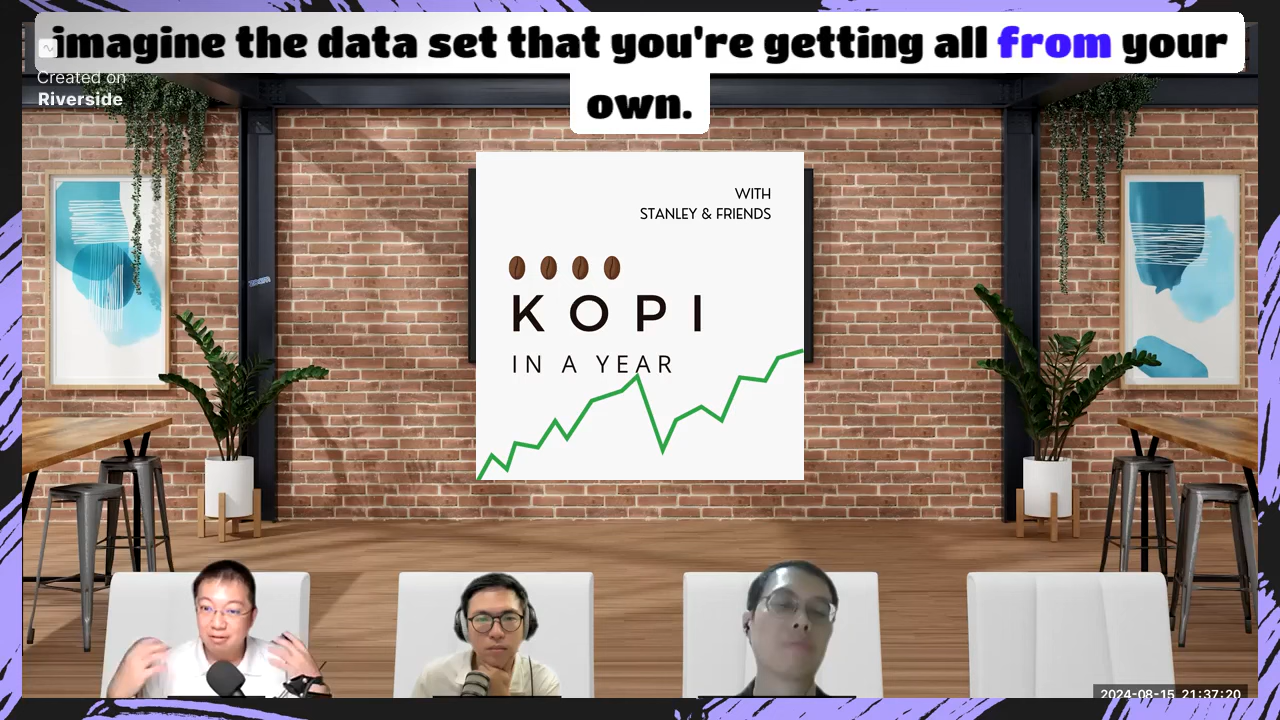 imagine the data set that you're getting all from your
own.
Created on
Riverside
WITH
STANLEY & FRIENDS
KOPI
IN A YEAR
2024-08-15 21:37:20